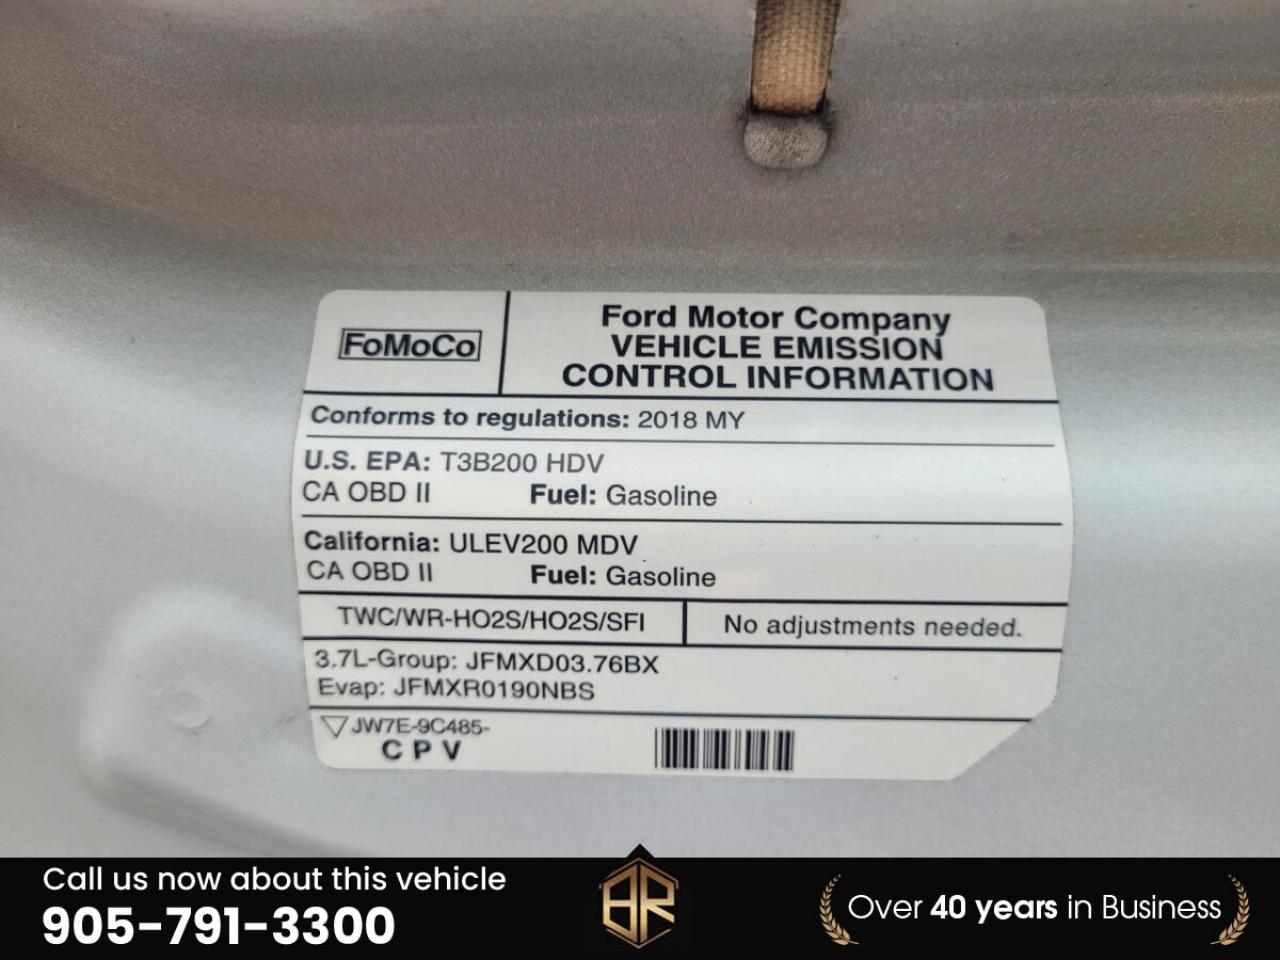 FoMoCo
Ford Motor Company
VEHICLE EMISSION
CONTROL INFORMATION
Conforms to regulations: 2018 MY
U.S. EPA: T3B200 HDV
CA OBD II Fuel: Gasoline
California: ULEV200 MDV
CA OBD II Fuel: Gasoline
TWC/WR-HO2S/HO2S/SFI No adjustments needed.
3.7L-Group: JFMXD03.76BX
Evap: JFMXR0190NBS
JW7E-9C485-
C P V
Call us now about this vehicle
905-791-3300
BR
Over 40 years in Business